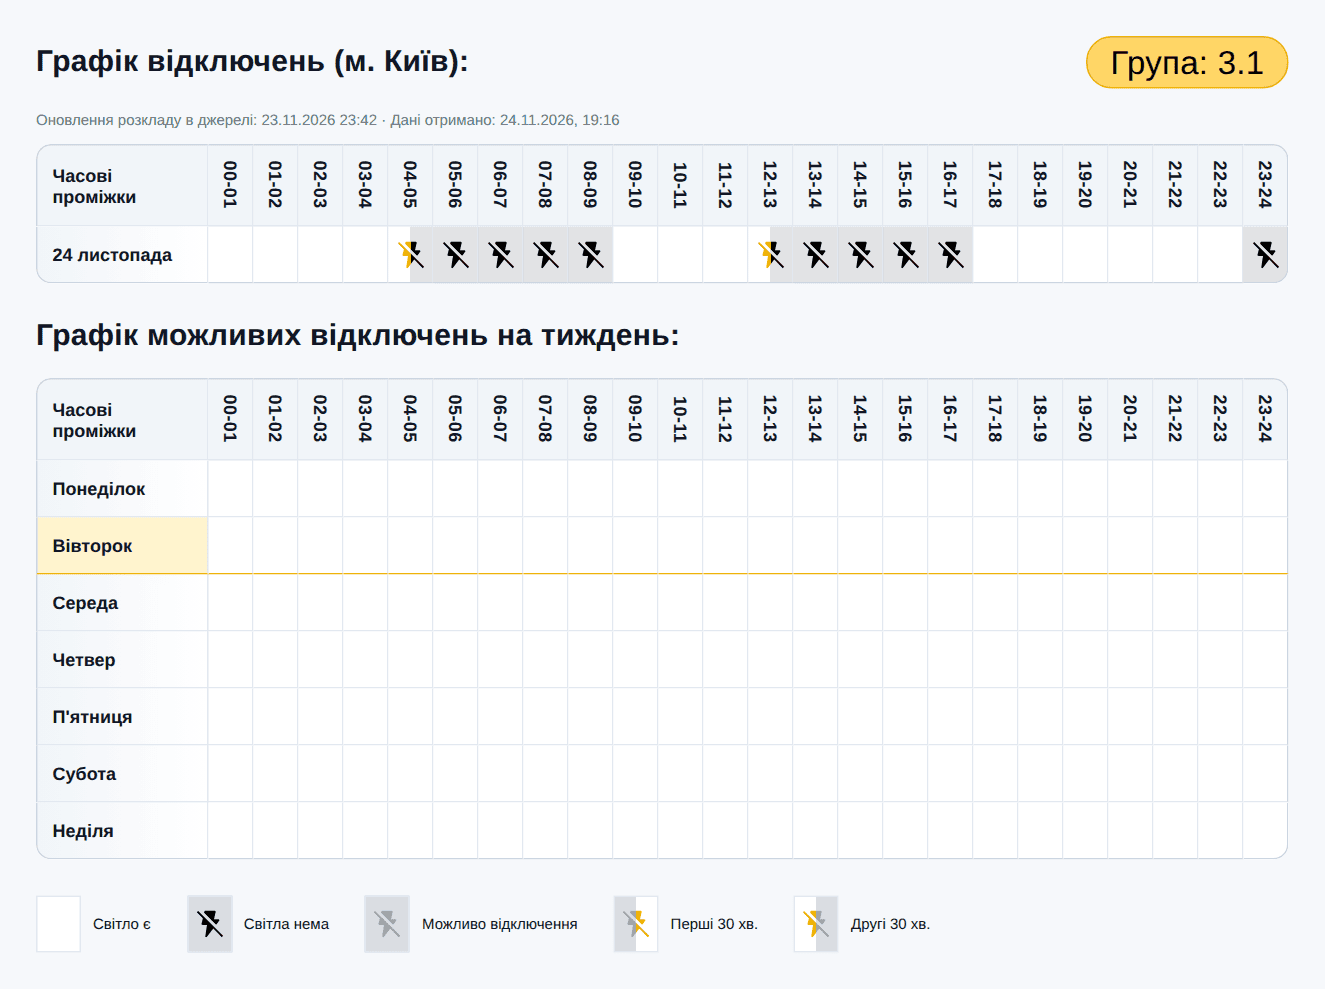 Графік відключень (м. Київ):
Група: 3.1
Оновлення розкладу в джерелі: 23.11.2026 23:42 · Дані отримано: 24.11.2026, 19:16
Часові
проміжки
00-01 01-02 02-03 03-04 04-05 05-06 06-07 07-08 08-09 09-10 10-11 11-12 12-13 13-14 14-15 15-16 16-17 17-18 18-19 19-20 20-21 21-22 22-23 23-24
24 листопада
Графік можливих відключень на тиждень:
Часові
проміжки
00-01 01-02 02-03 03-04 04-05 05-06 06-07 07-08 08-09 09-10 10-11 11-12 12-13 13-14 14-15 15-16 16-17 17-18 18-19 19-20 20-21 21-22 22-23 23-24
Понеділок
Вівторок
Середа
Четвер
П'ятниця
Субота
Неділя
Світло є
Світла нема
Можливо відключення
Перші 30 хв.
Другі 30 хв.